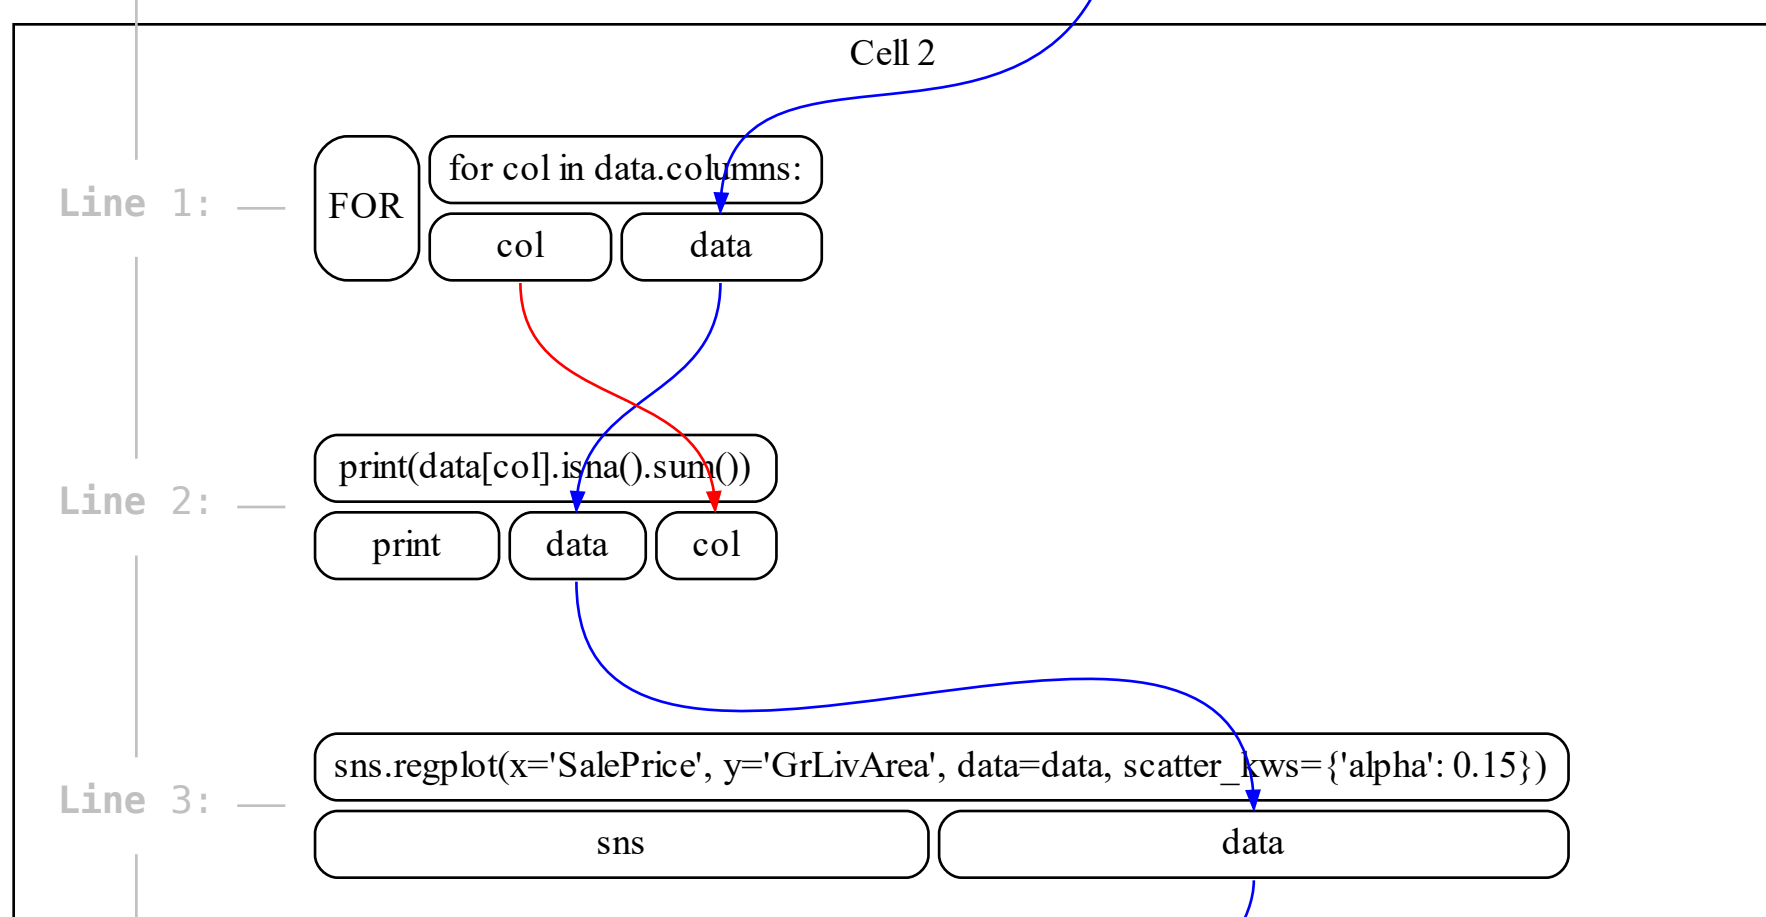 Cell 2
for col in data.columns:
Line 1:
FOR
col
data
print(data[col].isna().sum())
Line 2:
print
data
col
sns.regplot(x='SalePrice', y='GrLivArea', data=data, scatter_kws={'alpha': 0.15})
Line 3:
sns
data